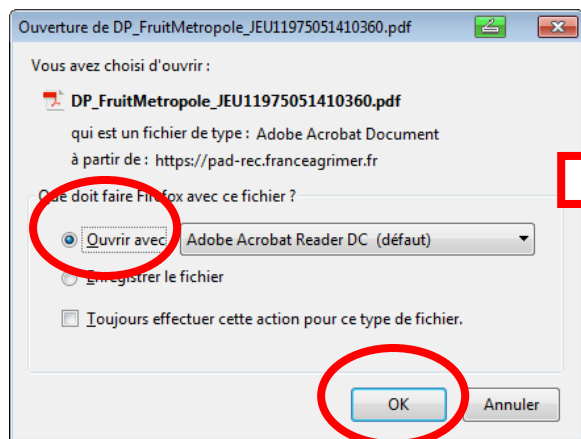 Ouverture de DP_FruitMetropole_JEU11975051410360.pdf
Vous avez choisi d'ouvrir :
DP_FruitMetropole_JEU11975051410360.pdf
qui est un fichier de type : Adobe Acrobat Document
à partir de : https://pad-rec.franceagrimer.fr
Que doit faire Firefox avec ce fichier ?
Ouvrir avec Adobe Acrobat Reader DC (défaut)
Enregistrer le fichier
Toujours effectuer cette action pour ce type de fichier.
OK Annuler